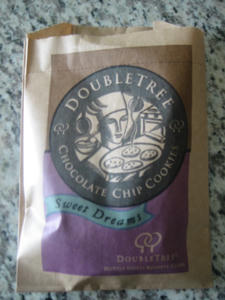 DOUBLETREE
CHOCOLATE CHIP COOKIES
Sweet Dreams
DOUBLETREE